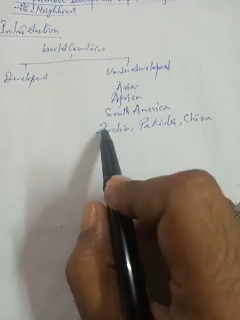 Introduction
World Countries
Developed
Underdeveloped
Asia
Africa
South America
India, Pakistan, China